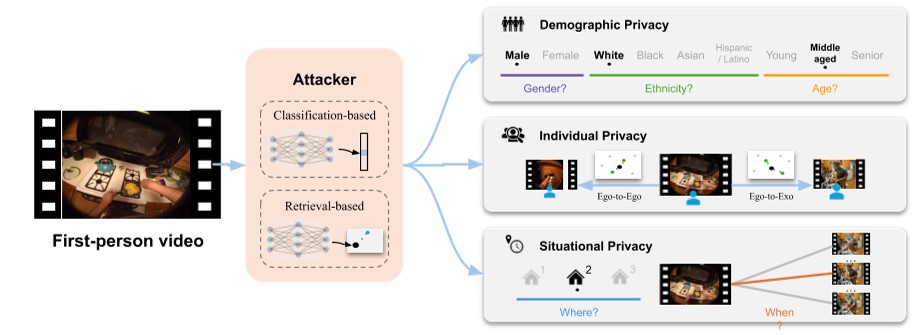 First-person video
Attacker
Classification-based
Retrieval-based
Demographic Privacy
Male Female White Black Asian Hispanic / Latino Young Middle aged Senior
Gender? Ethnicity? Age?
Individual Privacy
Ego-to-Ego Ego-to-Exo
Situational Privacy
1 2 3
...
...
Where? When
?